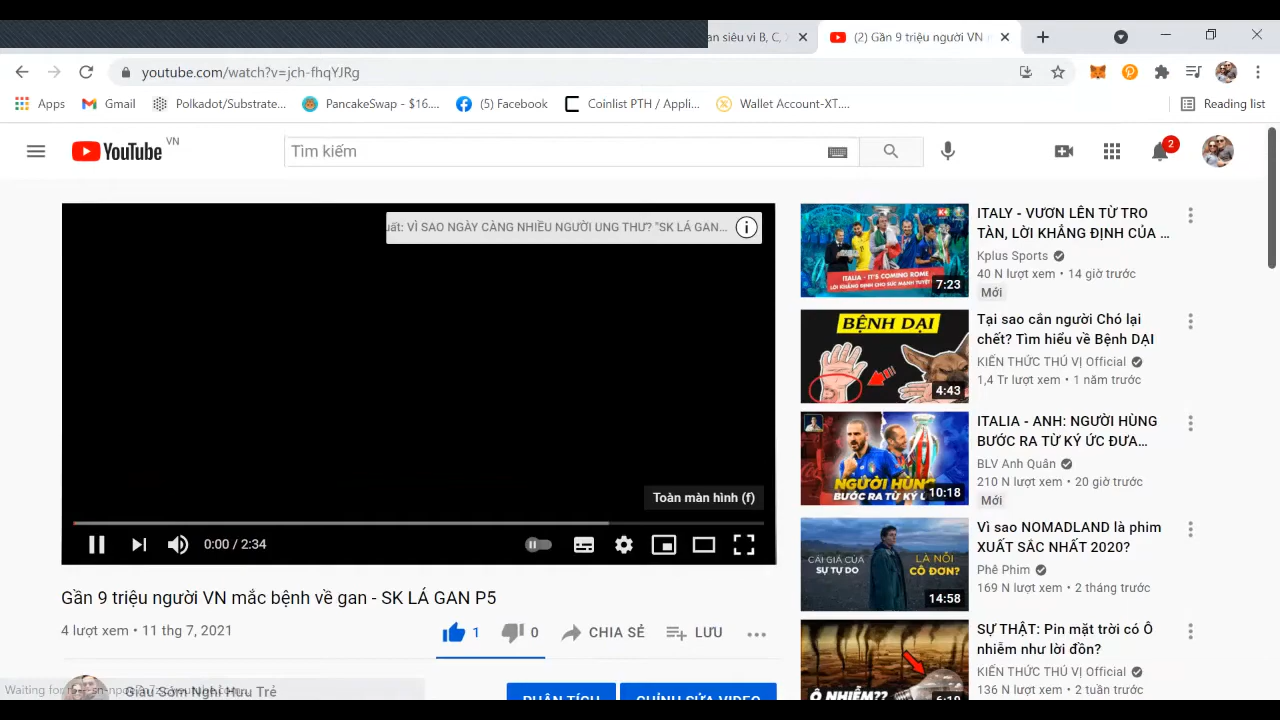 an siêu vi B, C,
(2) Gần 9 triệu người VN
youtube.com/watch?v=jch-fhqYJRg
Apps
Gmail
Polkadot/Substrate...
PancakeSwap - $16....
(5) Facebook
Coinlist PTH / Appli...
Wallet Account-XT....
Reading list
YouTube VN
Tìm kiếm
2
VÌ SAO NGÀY CÀNG NHIỀU NGƯỜI UNG THƯ? "SK LÁ GAN...
Toàn màn hình (f)
0:00 / 2:34
Gần 9 triệu người VN mắc bệnh về gan - SK LÁ GAN P5
4 lượt xem • 11 thg 7, 2021
1
0
CHIA SẺ
LƯU
Giàu Sớm Nghỉ Hưu Trẻ
Waiting for
PHÂN TÍCH
CHỈNH SỬA VIDEO
ITALIA - IT'S COMING ROME
7:23
ITALY - VƯƠN LÊN TỪ TRO
TÀN, LỜI KHẲNG ĐỊNH CỦA ...
Kplus Sports
40 N lượt xem • 14 giờ trước
Mới
BỆNH DẠI
4:43
Tại sao cắn người Chó lại
chết? Tìm hiểu về Bệnh DẠI
KIẾN THỨC THÚ VỊ Official
1,4 Tr lượt xem • 1 năm trước
NGƯỜI HÙNG
BƯỚC RA TỪ KÝ
10:18
ITALIA - ANH: NGƯỜI HÙNG
BƯỚC RA TỪ KÝ ỨC ĐƯA...
BLV Anh Quân
210 N lượt xem • 20 giờ trước
Mới
CÁI GIÁ CỦA
SỰ TỰ DO
LÀ NỖI
CÔ ĐƠN?
14:58
Vì sao NOMADLAND là phim
XUẤT SẮC NHẤT 2020?
Phê Phim
169 N lượt xem • 2 tháng trước
Ô NHIỄM??
6:19
SỰ THẬT: Pin mặt trời có Ô
nhiễm như lời đồn?
KIẾN THỨC THÚ VỊ Official
136 N lượt xem • 2 tuần trước